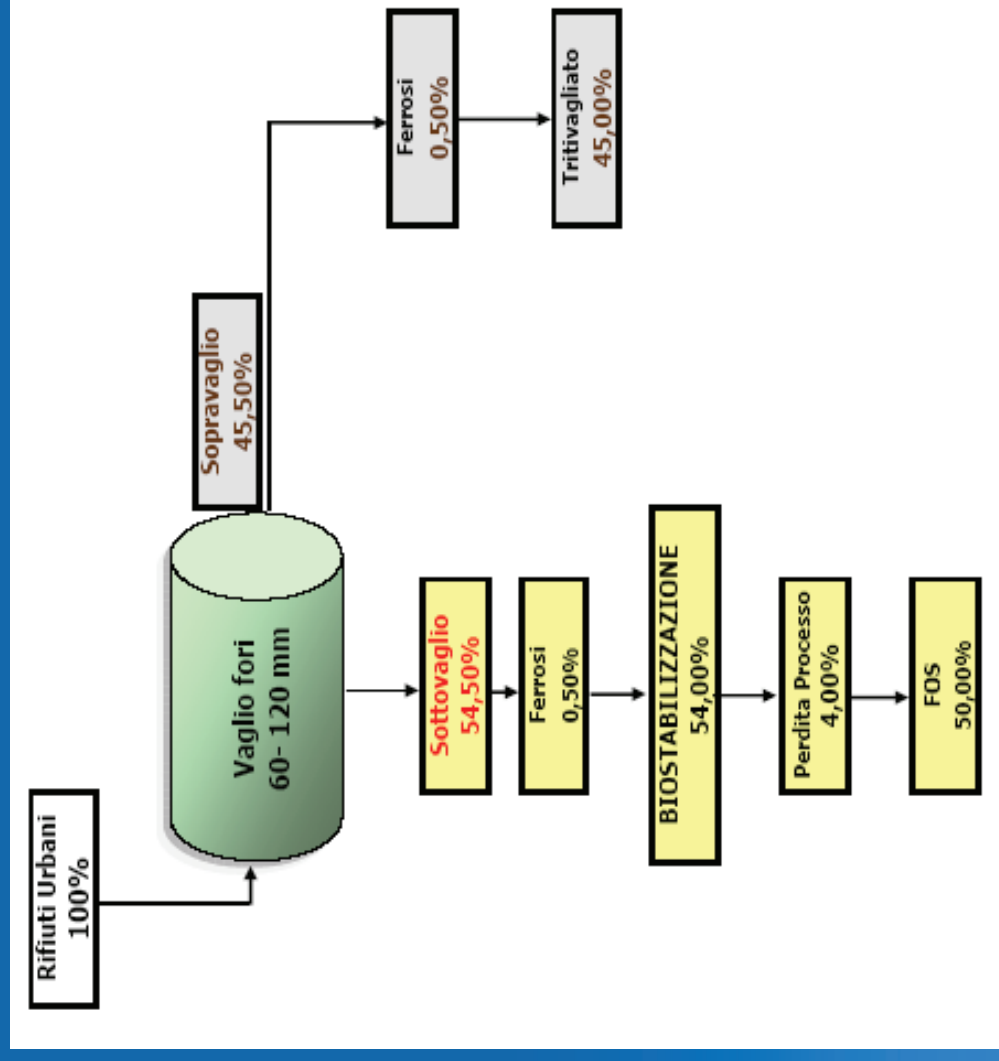 Rifiuti Urbani
100%
Vaglio fori
60- 120 mm
Sopravaglio
45,50%
Ferrosi
0,50%
Tritivagliato
45,00%
Sottovaglio
54,50%
Ferrosi
0,50%
BIOSTABILIZZAZIONE
54,00%
Perdita Processo
4,00%
FOS
50,00%